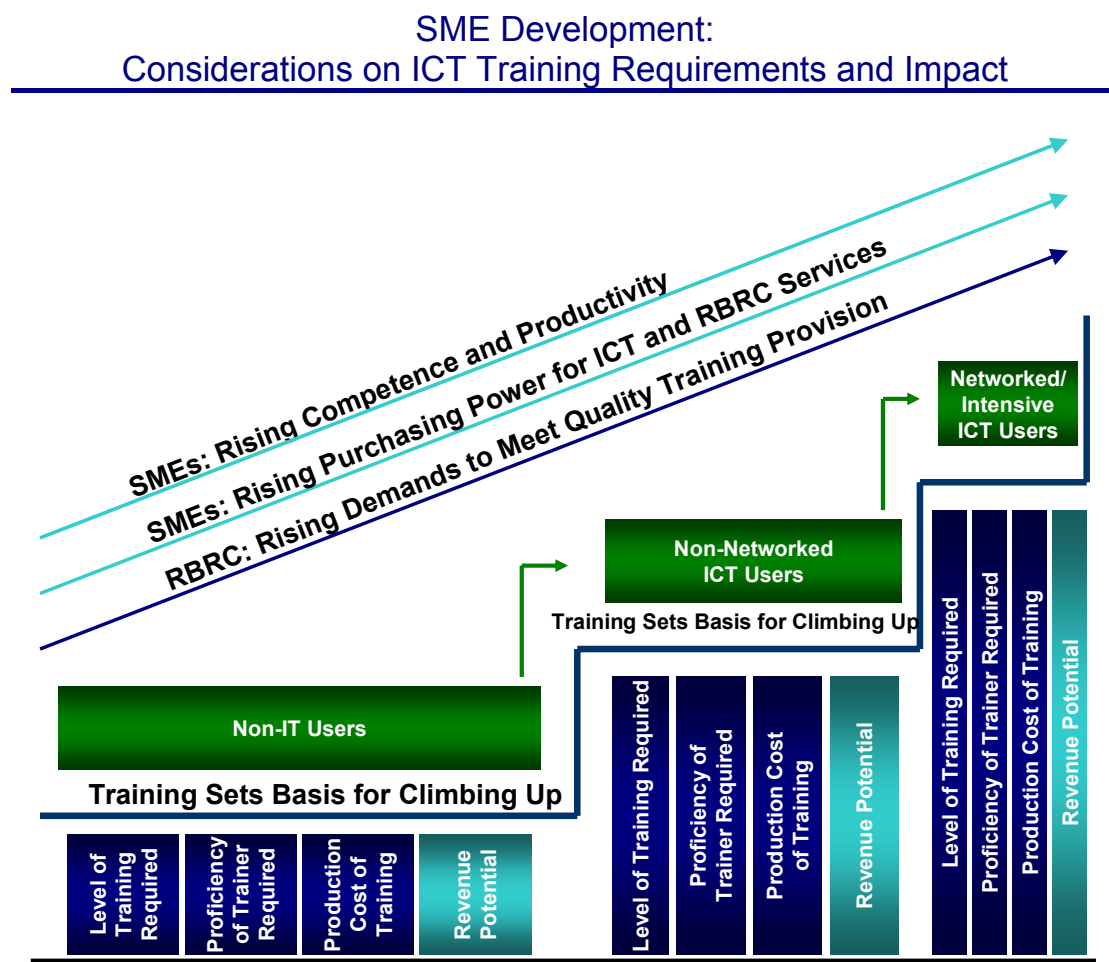 SME Development:
Considerations on ICT Training Requirements and Impact
SMEs: Rising Competence and Productivity
SMEs: Rising Purchasing Power for ICT and RBRC Services
RBRC: Rising Demands to Meet Quality Training Provision
Networked/
Intensive
ICT Users
Non-Networked
ICT Users
Training Sets Basis for Climbing Up
Non-IT Users
Training Sets Basis for Climbing Up
Level of
Training
Required
Proficiency
of Trainer
Required
Production
Cost of
Training
Revenue
Potential
Level of Training Required
Proficiency of
Trainer Required
Production Cost
of Training
Revenue Potential
Level of Training Required
Proficiency of Trainer Required
Production Cost of Training
Revenue Potential